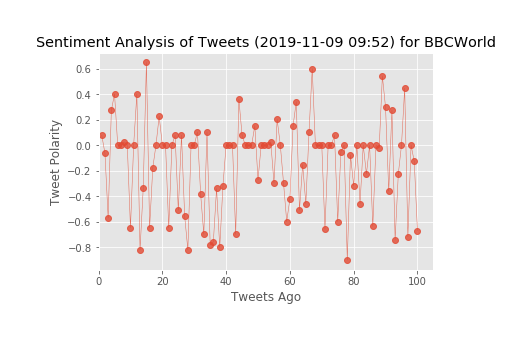 Sentiment Analysis of Tweets (2019-11-09 09:52) for BBCWorld
0.6
0.4
0.2
0.0
−0.2
−0.4
−0.6
−0.8
Tweet Polarity
0 20 40 60 80 100
Tweets Ago